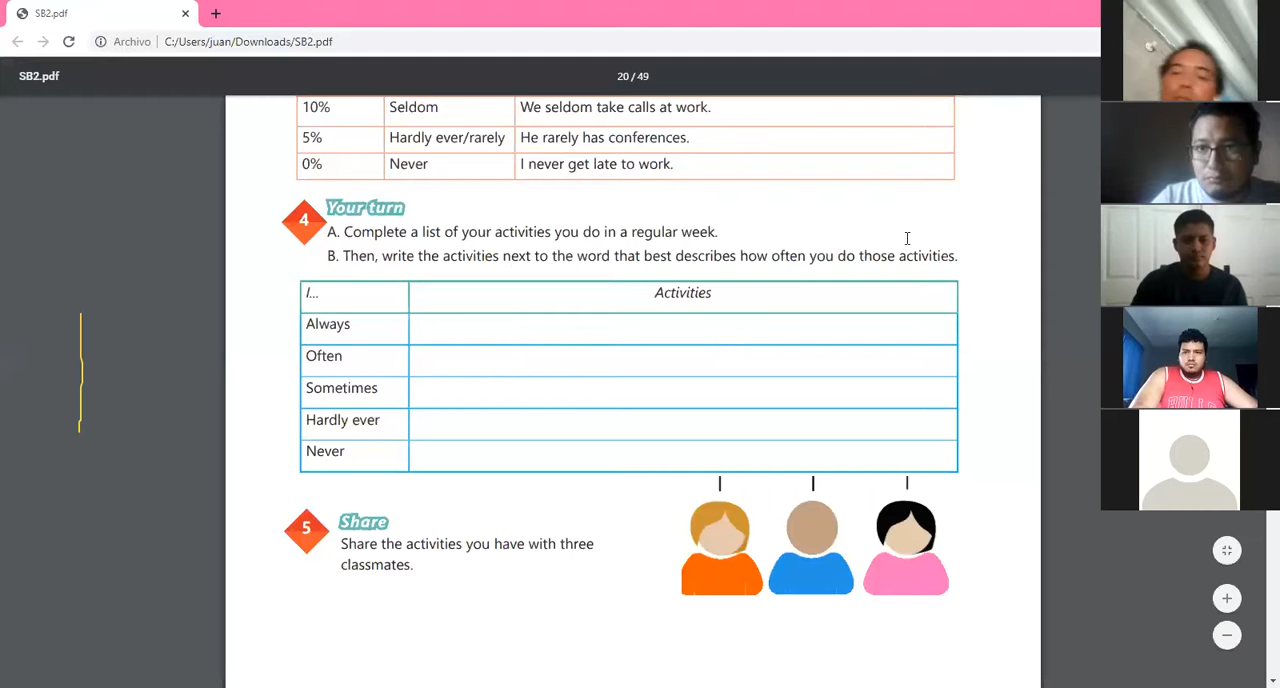 SB2.pdf
Archivo C:/Users/juan/Downloads/SB2.pdf
SB2.pdf 20 / 49
10% Seldom We seldom take calls at work.
5% Hardly ever/rarely He rarely has conferences.
0% Never I never get late to work.
4 Your turn
A. Complete a list of your activities you do in a regular week.
B. Then, write the activities next to the word that best describes how often you do those activities.
I... Activities
Always
Often
Sometimes
Hardly ever
Never
5 Share
Share the activities you have with three
classmates.
BULLS